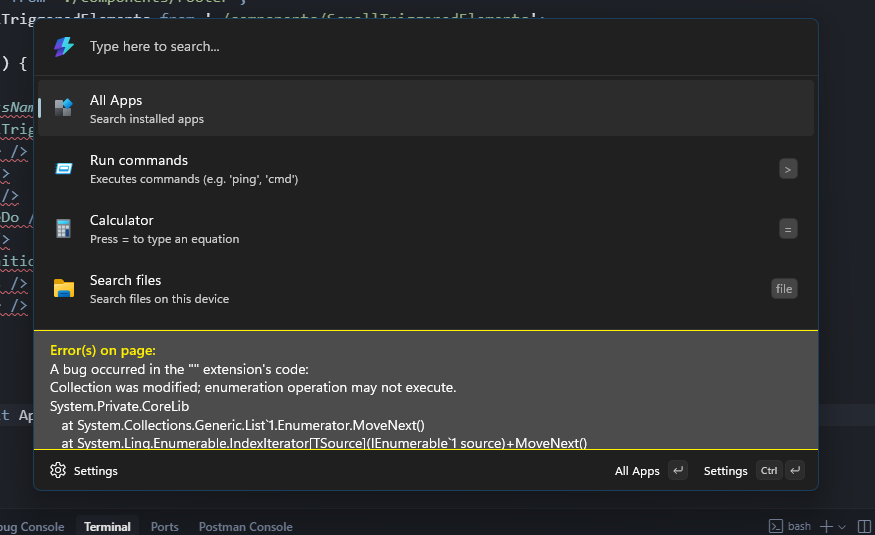 Type here to search...
) {
All Apps
Search installed apps
/>
Run commands
Executes commands (e.g. 'ping', 'cmd')
>
>
/>
Calculator
Press = to type an equation
=
>
Search files
Search files on this device
file
/>
/>
Error(s) on page:
A bug occurred in the "" extension's code:
Collection was modified; enumeration operation may not execute.
System.Private.CoreLib
at System.Collections.Generic.List`1.Enumerator.MoveNext()
at System.Linq.Enumerable.IndexIterator[TSource](IEnumerable`1 source)+MoveNext()
Settings
All Apps
Settings
Ctrl
Console
Terminal
Ports
Postman Console
bash